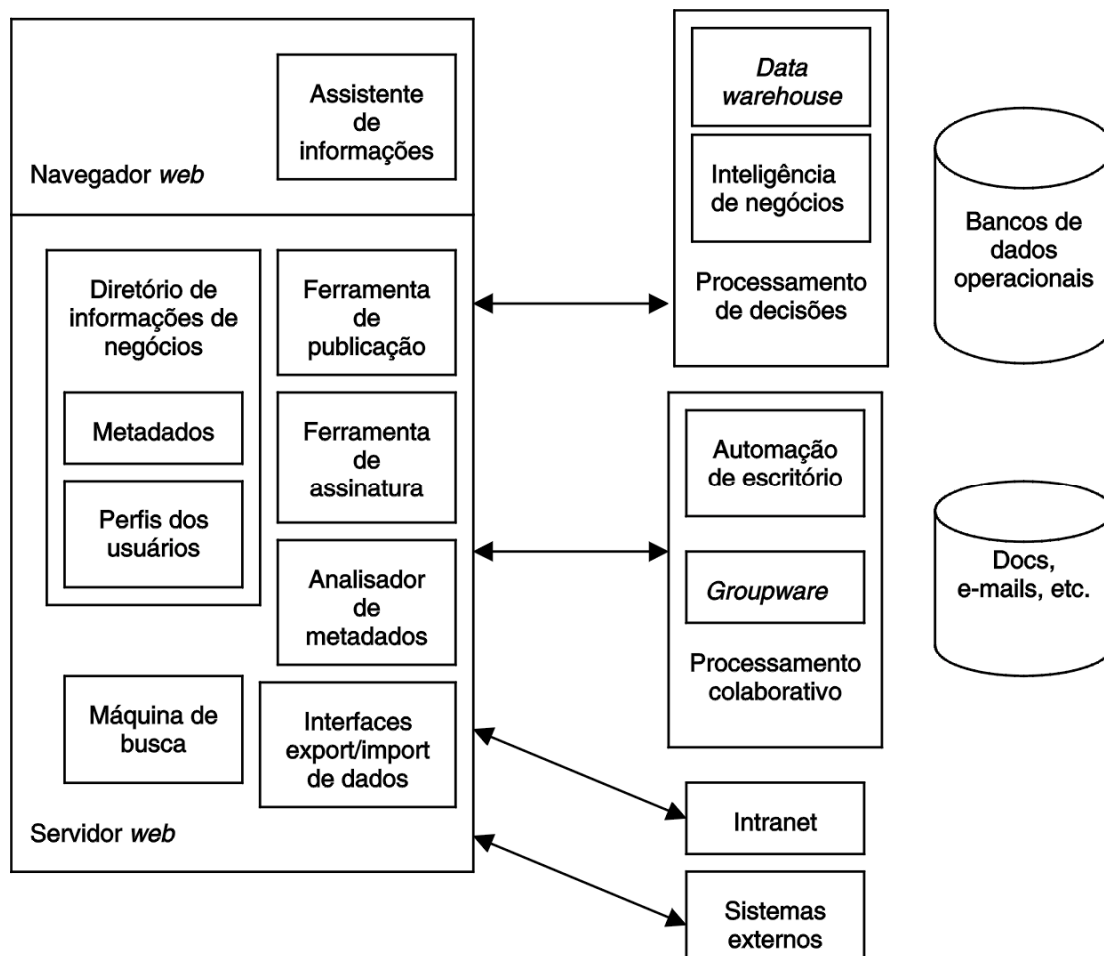 Assistente
de
informações
Navegador web
Diretório de
informações de
negócios
Metadados
Perfis dos
usuários
Máquina de
busca
Ferramenta
de
publicação
Ferramenta
de
assinatura
Analisador
de
metadados
Interfaces
export/import
de dados
Servidor web
Data
warehouse
Inteligência
de negócios
Processamento
de decisões
Automação
de escritório
Groupware
Processamento
colaborativo
Intranet
Sistemas
externos
Bancos de
dados
operacionais
Docs,
e-mails, etc.